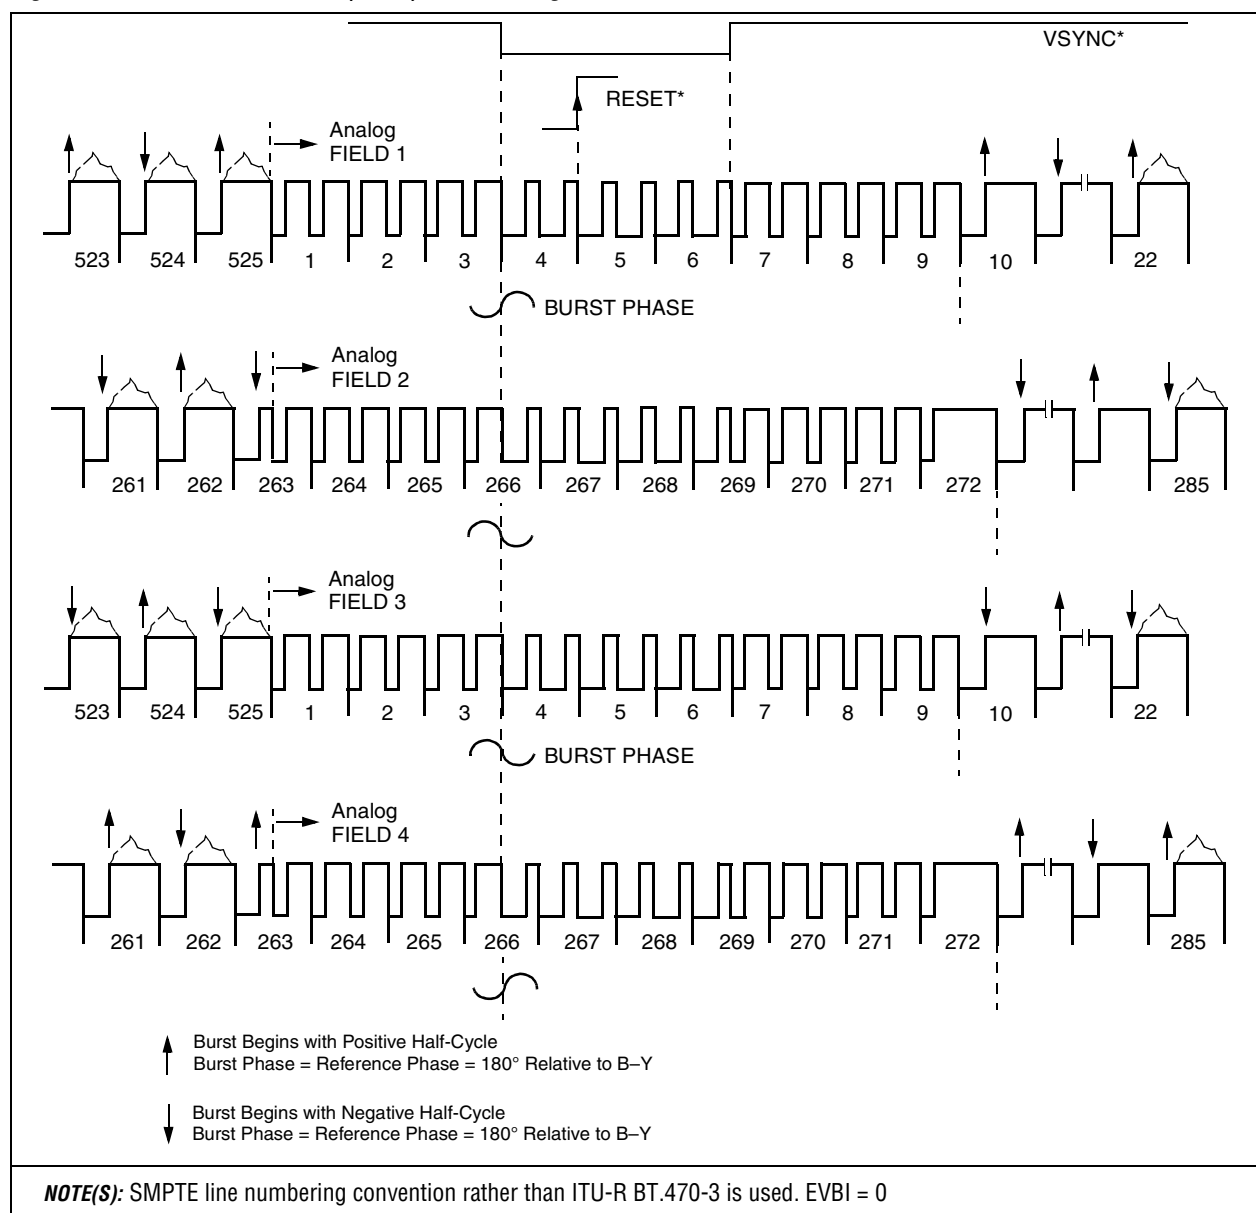 VSYNC*
RESET*
Analog
FIELD 1
523 524 525 1 2 3 4 5 6 7 8 9 10 22
BURST PHASE
Analog
FIELD 2
261 262 263 264 265 266 267 268 269 270 271 272 285
Analog
FIELD 3
523 524 525 1 2 3 4 5 6 7 8 9 10 22
BURST PHASE
Analog
FIELD 4
261 262 263 264 265 266 267 268 269 270 271 272 285
Burst Begins with Positive Half-Cycle
Burst Phase = Reference Phase = 180° Relative to B–Y
Burst Begins with Negative Half-Cycle
Burst Phase = Reference Phase = 180° Relative to B–Y
NOTE(S): SMPTE line numbering convention rather than ITU-R BT.470-3 is used. EVBI = 0